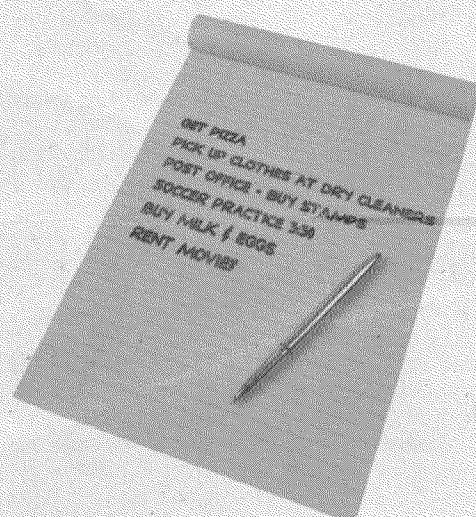 GET PIZZA
PICK UP CLOTHES AT DRY CLEANERS
POST OFFICE - BUY STAMPS
SOCCER PRACTICE 3:30
BUY MILK & EGGS
RENT MOVIES